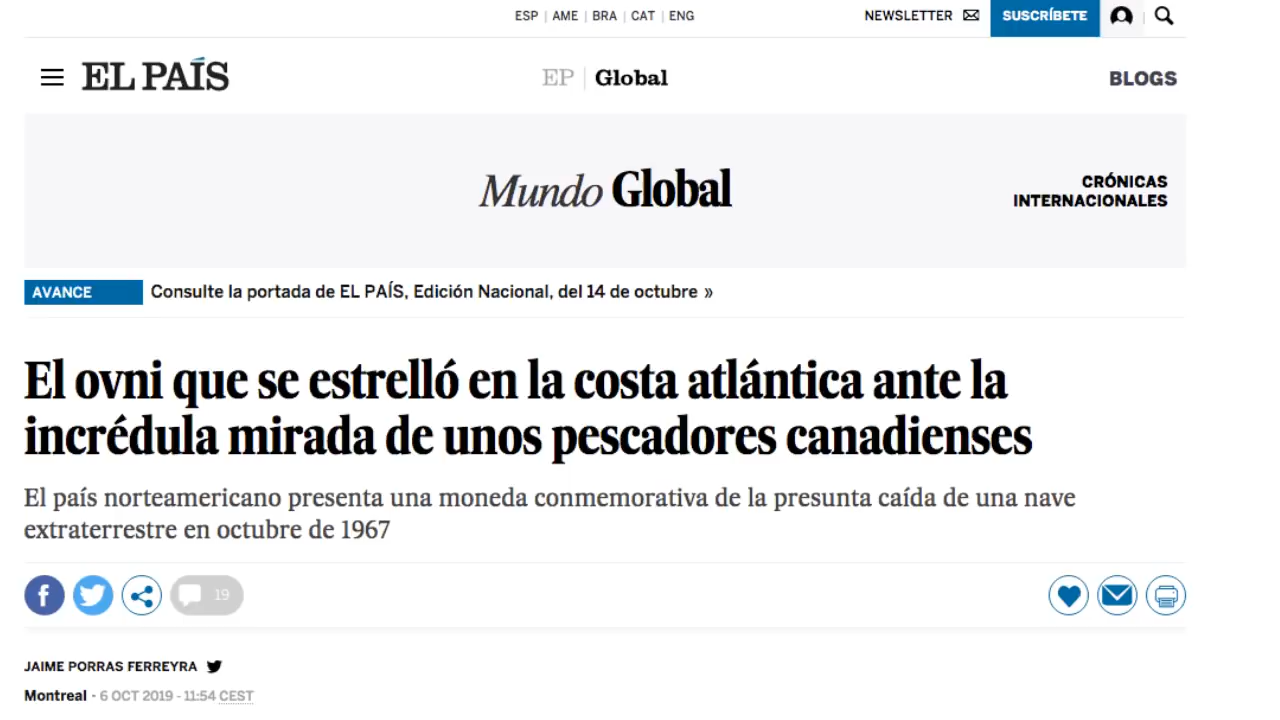 ESP | AME | BRA | CAT | ENG
NEWSLETTER
SUSCRÍBETE
EL PAÍS
EP | Global
BLOGS
Mundo Global
CRÓNICAS
INTERNACIONALES
AVANCE
Consulte la portada de EL PAÍS, Edición Nacional, del 14 de octubre »
El ovni que se estrelló en la costa atlántica ante la
incrédula mirada de unos pescadores canadienses
El país norteamericano presenta una moneda conmemorativa de la presunta caída de una nave
extraterrestre en octubre de 1967
f
19
JAIME PORRAS FERREYRA
Montreal - 6 OCT 2019 - 11:54 CEST